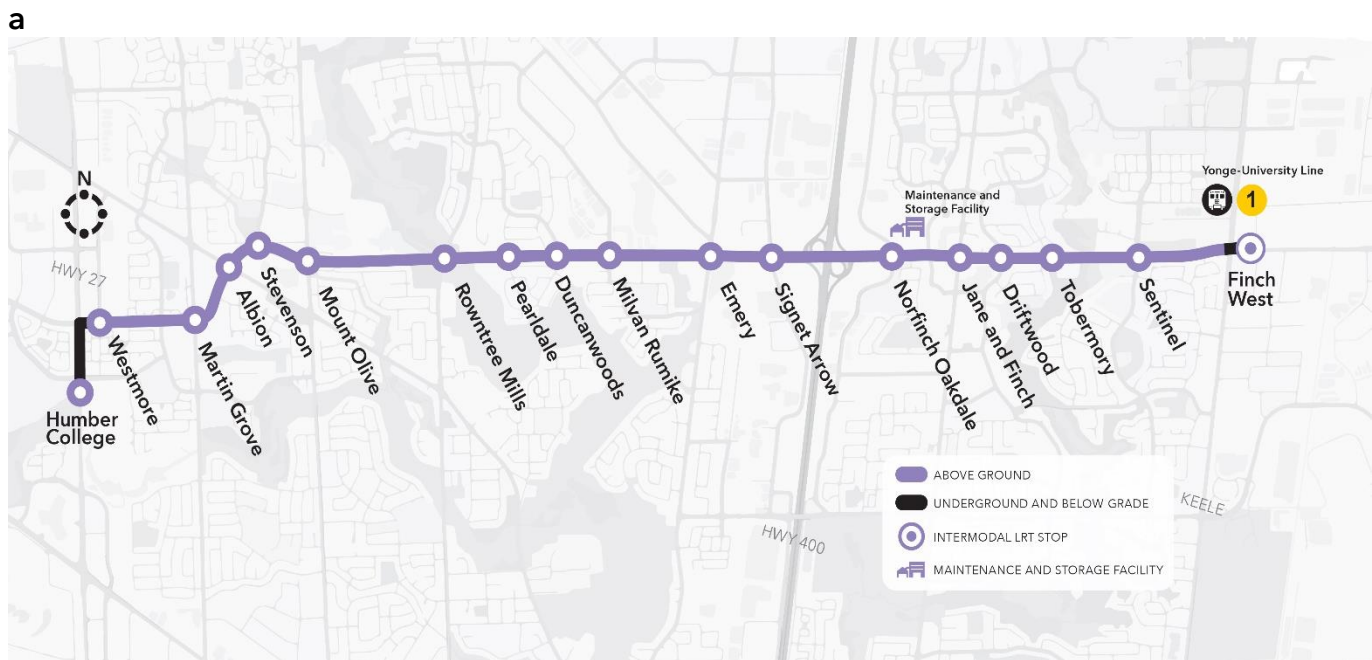 a
Yonge-University Line
1
Maintenance and
Storage Facility
N
HWY 27
Humber
College
Westmore
Martin Grove
Albion
Stevenson
Mount Olive
Rowntree Mills
Pearldale
Duncanwoods
Milvan Rumike
Emery
Signet Arrow
Norfinch Oakdale
Jane and Finch
Driftwood
Tobermory
Sentinel
Finch
West
HWY 400
KEELE
ABOVE GROUND
UNDERGROUND AND BELOW GRADE
INTERMODAL LRT STOP
MAINTENANCE AND STORAGE FACILITY